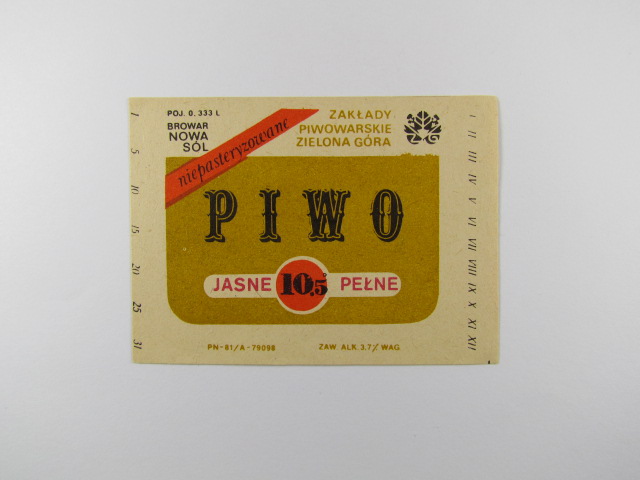 POJ. 0. 333 L
BROWAR
NOWA
SÓL
niepasteryzowane
ZAKŁADY
PIWOWARSKIE
ZIELONA GÓRA
PIWO
JASNE 10,5° PEŁNE
PN-81/A-79098 ZAW ALK. 3.7% WAG.
1
5
10
15
20
25
31
I
II
III
IV
V
VI
VII
VIII
IX
X
XI
XII